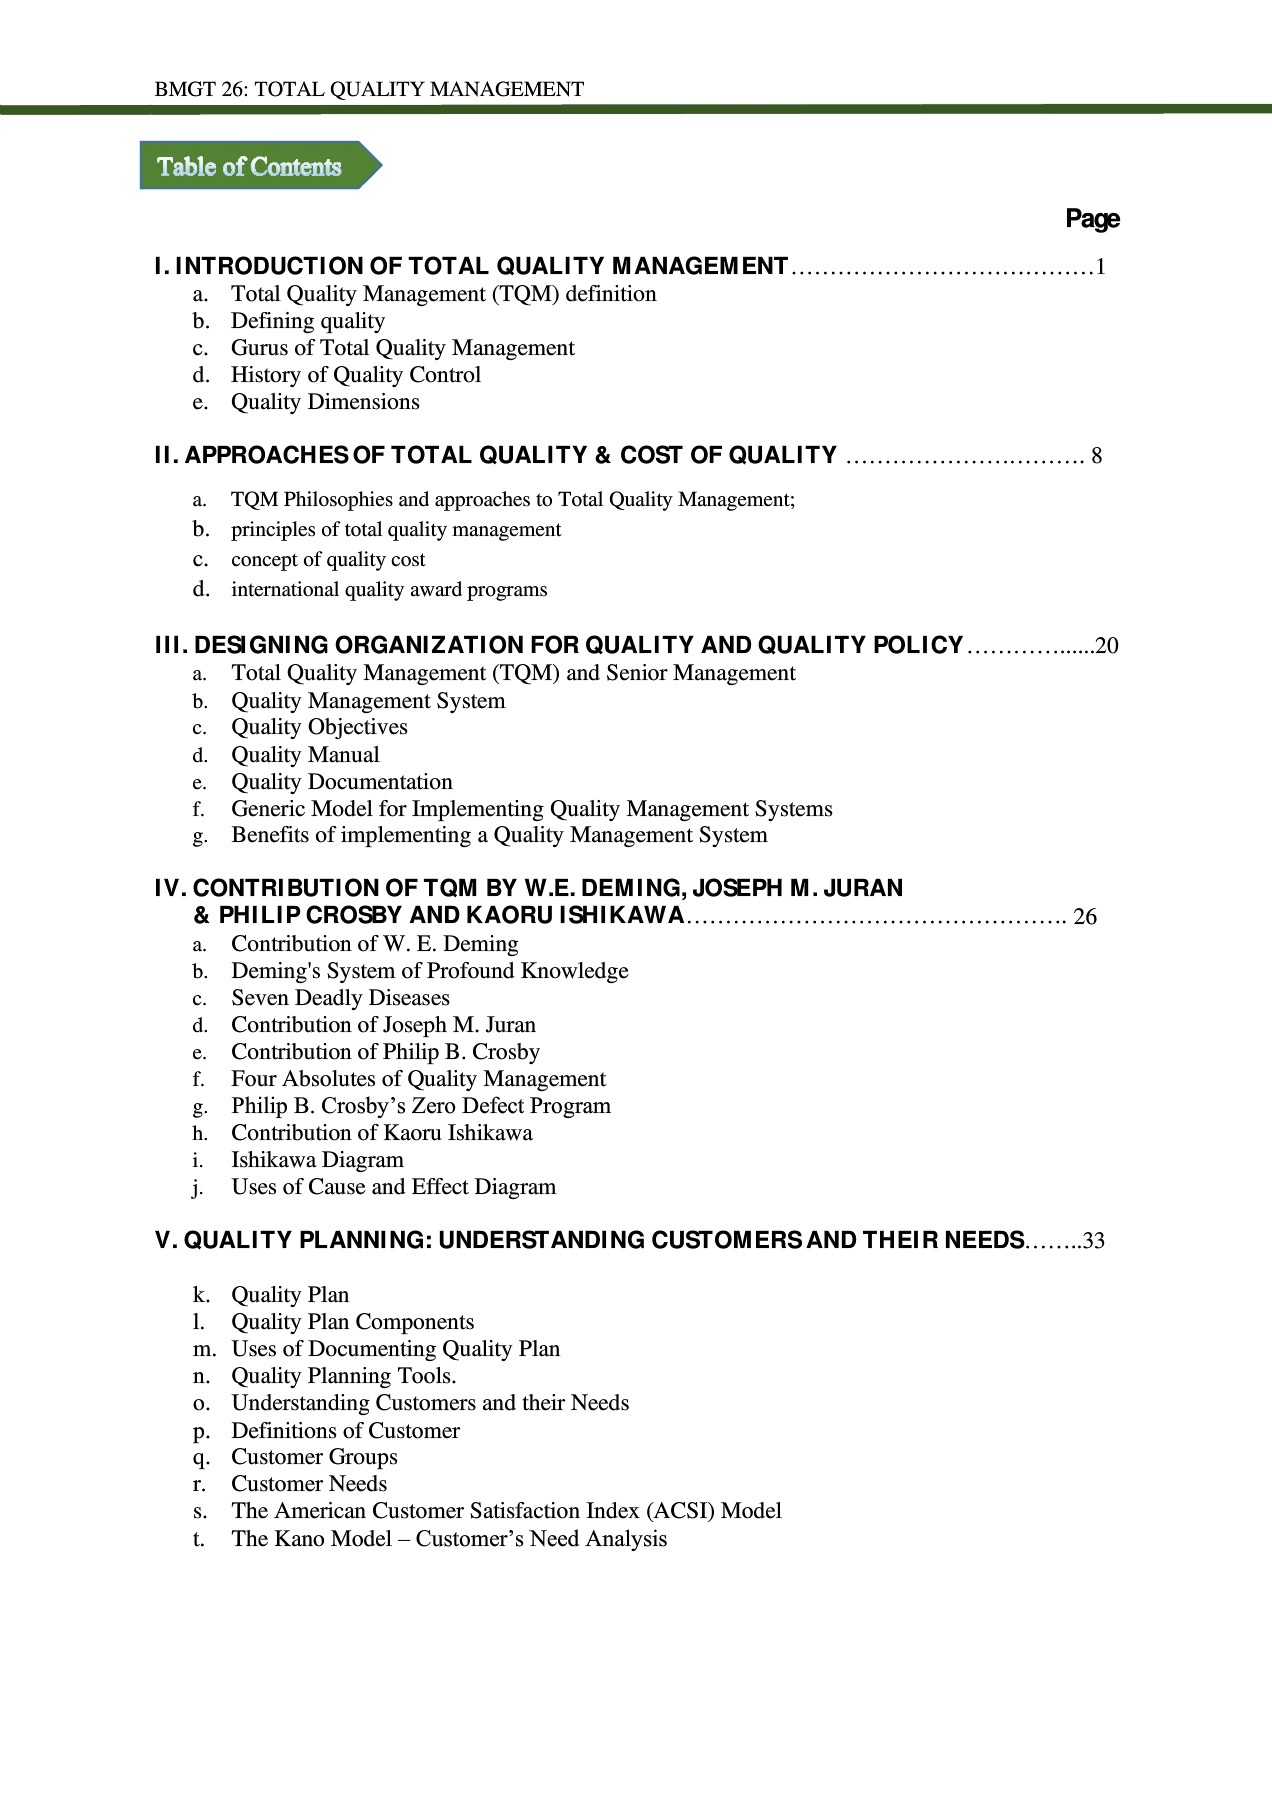 BMGT 26: TOTAL QUALITY MANAGEMENT
Table of Contents
Page
I. INTRODUCTION OF TOTAL QUALITY MANAGEMENT…………………………………1
a. Total Quality Management (TQM) definition
b. Defining quality
c. Gurus of Total Quality Management
d. History of Quality Control
e. Quality Dimensions
II. APPROACHES OF TOTAL QUALITY & COST OF QUALITY …………………………. 8
a. TQM Philosophies and approaches to Total Quality Management;
b. principles of total quality management
c. concept of quality cost
d. international quality award programs
III. DESIGNING ORGANIZATION FOR QUALITY AND QUALITY POLICY…………......20
a. Total Quality Management (TQM) and Senior Management
b. Quality Management System
c. Quality Objectives
d. Quality Manual
e. Quality Documentation
f. Generic Model for Implementing Quality Management Systems
g. Benefits of implementing a Quality Management System
IV. CONTRIBUTION OF TQM BY W.E. DEMING, JOSEPH M. JURAN
& PHILIP CROSBY AND KAORU ISHIKAWA…………………………………………. 26
a. Contribution of W. E. Deming
b. Deming's System of Profound Knowledge
c. Seven Deadly Diseases
d. Contribution of Joseph M. Juran
e. Contribution of Philip B. Crosby
f. Four Absolutes of Quality Management
g. Philip B. Crosby’s Zero Defect Program
h. Contribution of Kaoru Ishikawa
i. Ishikawa Diagram
j. Uses of Cause and Effect Diagram
V. QUALITY PLANNING: UNDERSTANDING CUSTOMERS AND THEIR NEEDS……..33
k. Quality Plan
l. Quality Plan Components
m. Uses of Documenting Quality Plan
n. Quality Planning Tools.
o. Understanding Customers and their Needs
p. Definitions of Customer
q. Customer Groups
r. Customer Needs
s. The American Customer Satisfaction Index (ACSI) Model
t. The Kano Model – Customer’s Need Analysis